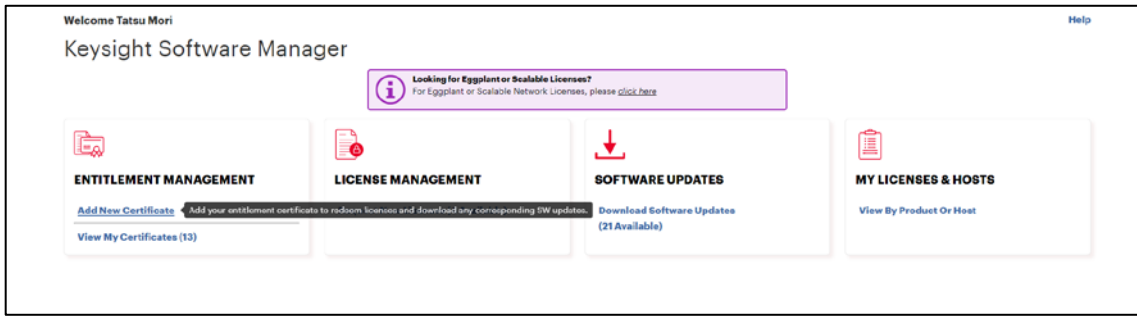 Welcome Tatsu Mori
Help
Keysight Software Manager
Looking for Eggplant or Scalable Licenses?
For Eggplant or Scalable Network Licenses, please click here
ENTITLEMENT MANAGEMENT
LICENSE MANAGEMENT
SOFTWARE UPDATES
MY LICENSES & HOSTS
Add New Certificate
Add your entitlement certificate to redeem licenses and download any corresponding SW updates.
Download Software Updates
(21 Available)
View By Product Or Host
View My Certificates (13)